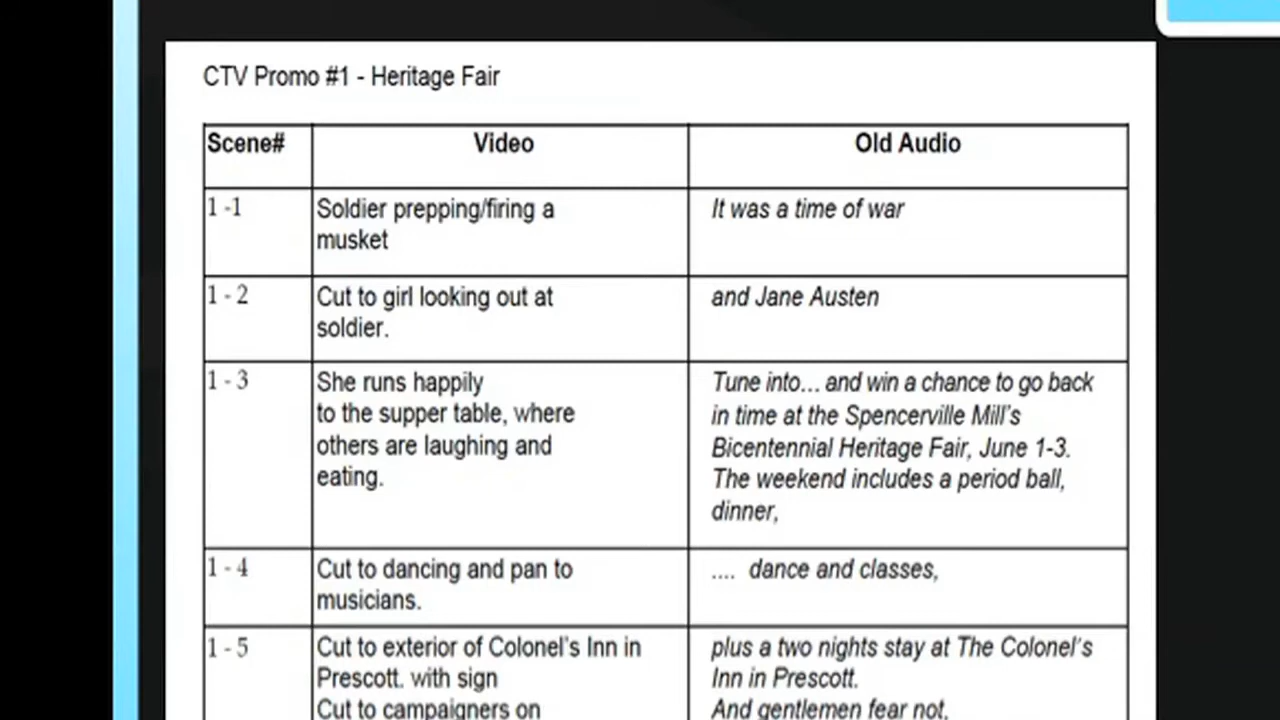 CTV Promo #1 - Heritage Fair
Scene#
Video
Old Audio
1 -1
Soldier prepping/firing a
musket
It was a time of war
1 - 2
Cut to girl looking out at
soldier.
and Jane Austen
1 - 3
She runs happily
to the supper table, where
others are laughing and
eating.
Tune into... and win a chance to go back
in time at the Spencerville Mill's
Bicentennial Heritage Fair, June 1-3.
The weekend includes a period ball,
dinner,
1 - 4
Cut to dancing and pan to
musicians.
.... dance and classes,
1 - 5
Cut to exterior of Colonel's Inn in
Prescott. with sign
Cut to campaigners on
plus a two nights stay at The Colonel's
Inn in Prescott.
And gentlemen fear not,